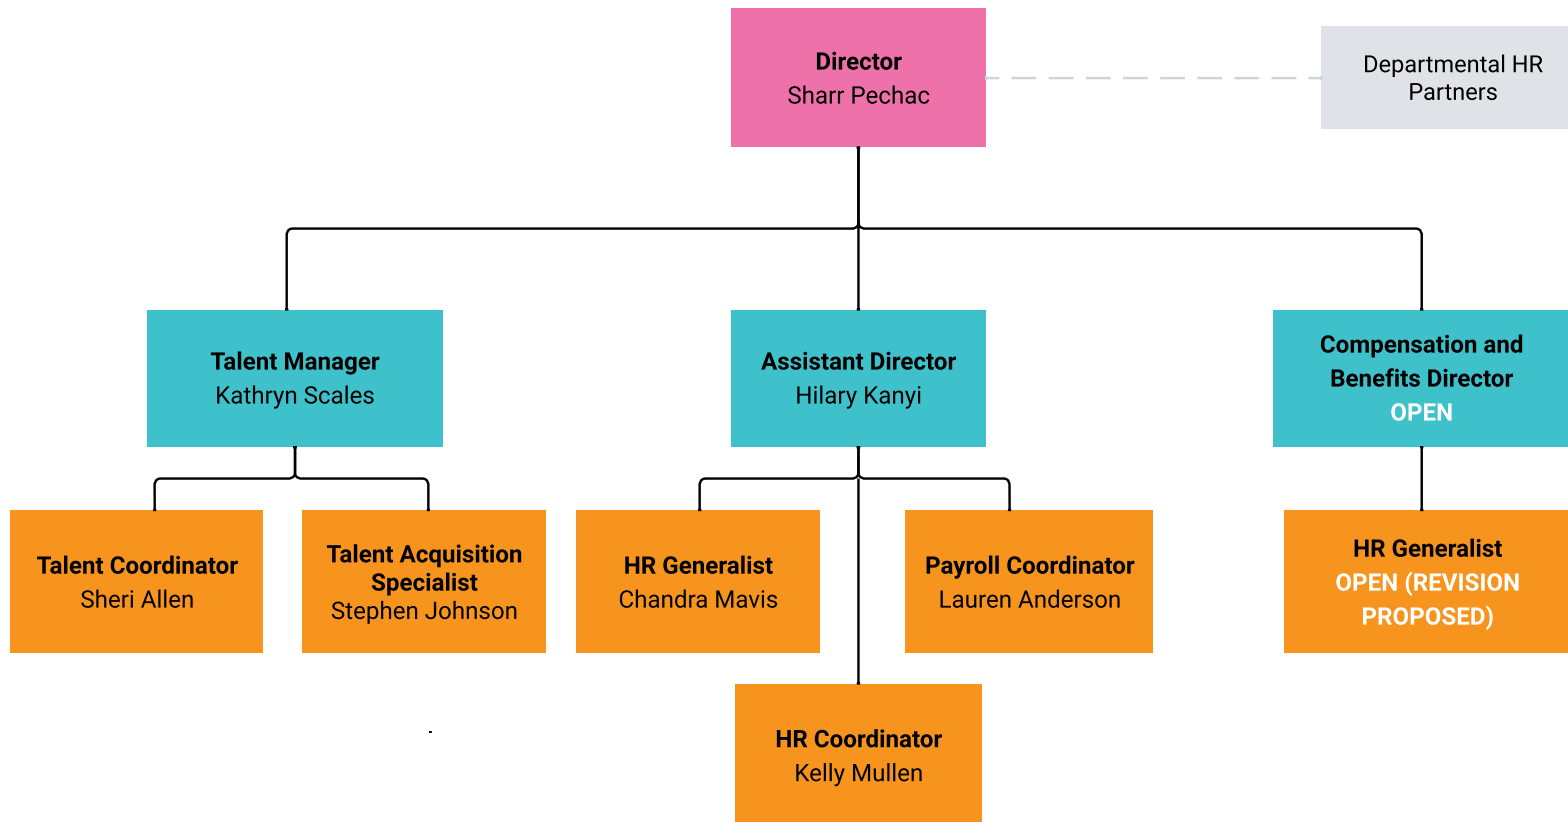 Director
Sharr Pechac
Departmental HR
Partners
Talent Manager
Kathryn Scales
Assistant Director
Hilary Kanyi
Compensation and
Benefits Director
OPEN
Talent Coordinator
Sheri Allen
Talent Acquisition
Specialist
Stephen Johnson
HR Generalist
Chandra Mavis
Payroll Coordinator
Lauren Anderson
HR Generalist
OPEN (REVISION
PROPOSED)
HR Coordinator
Kelly Mullen